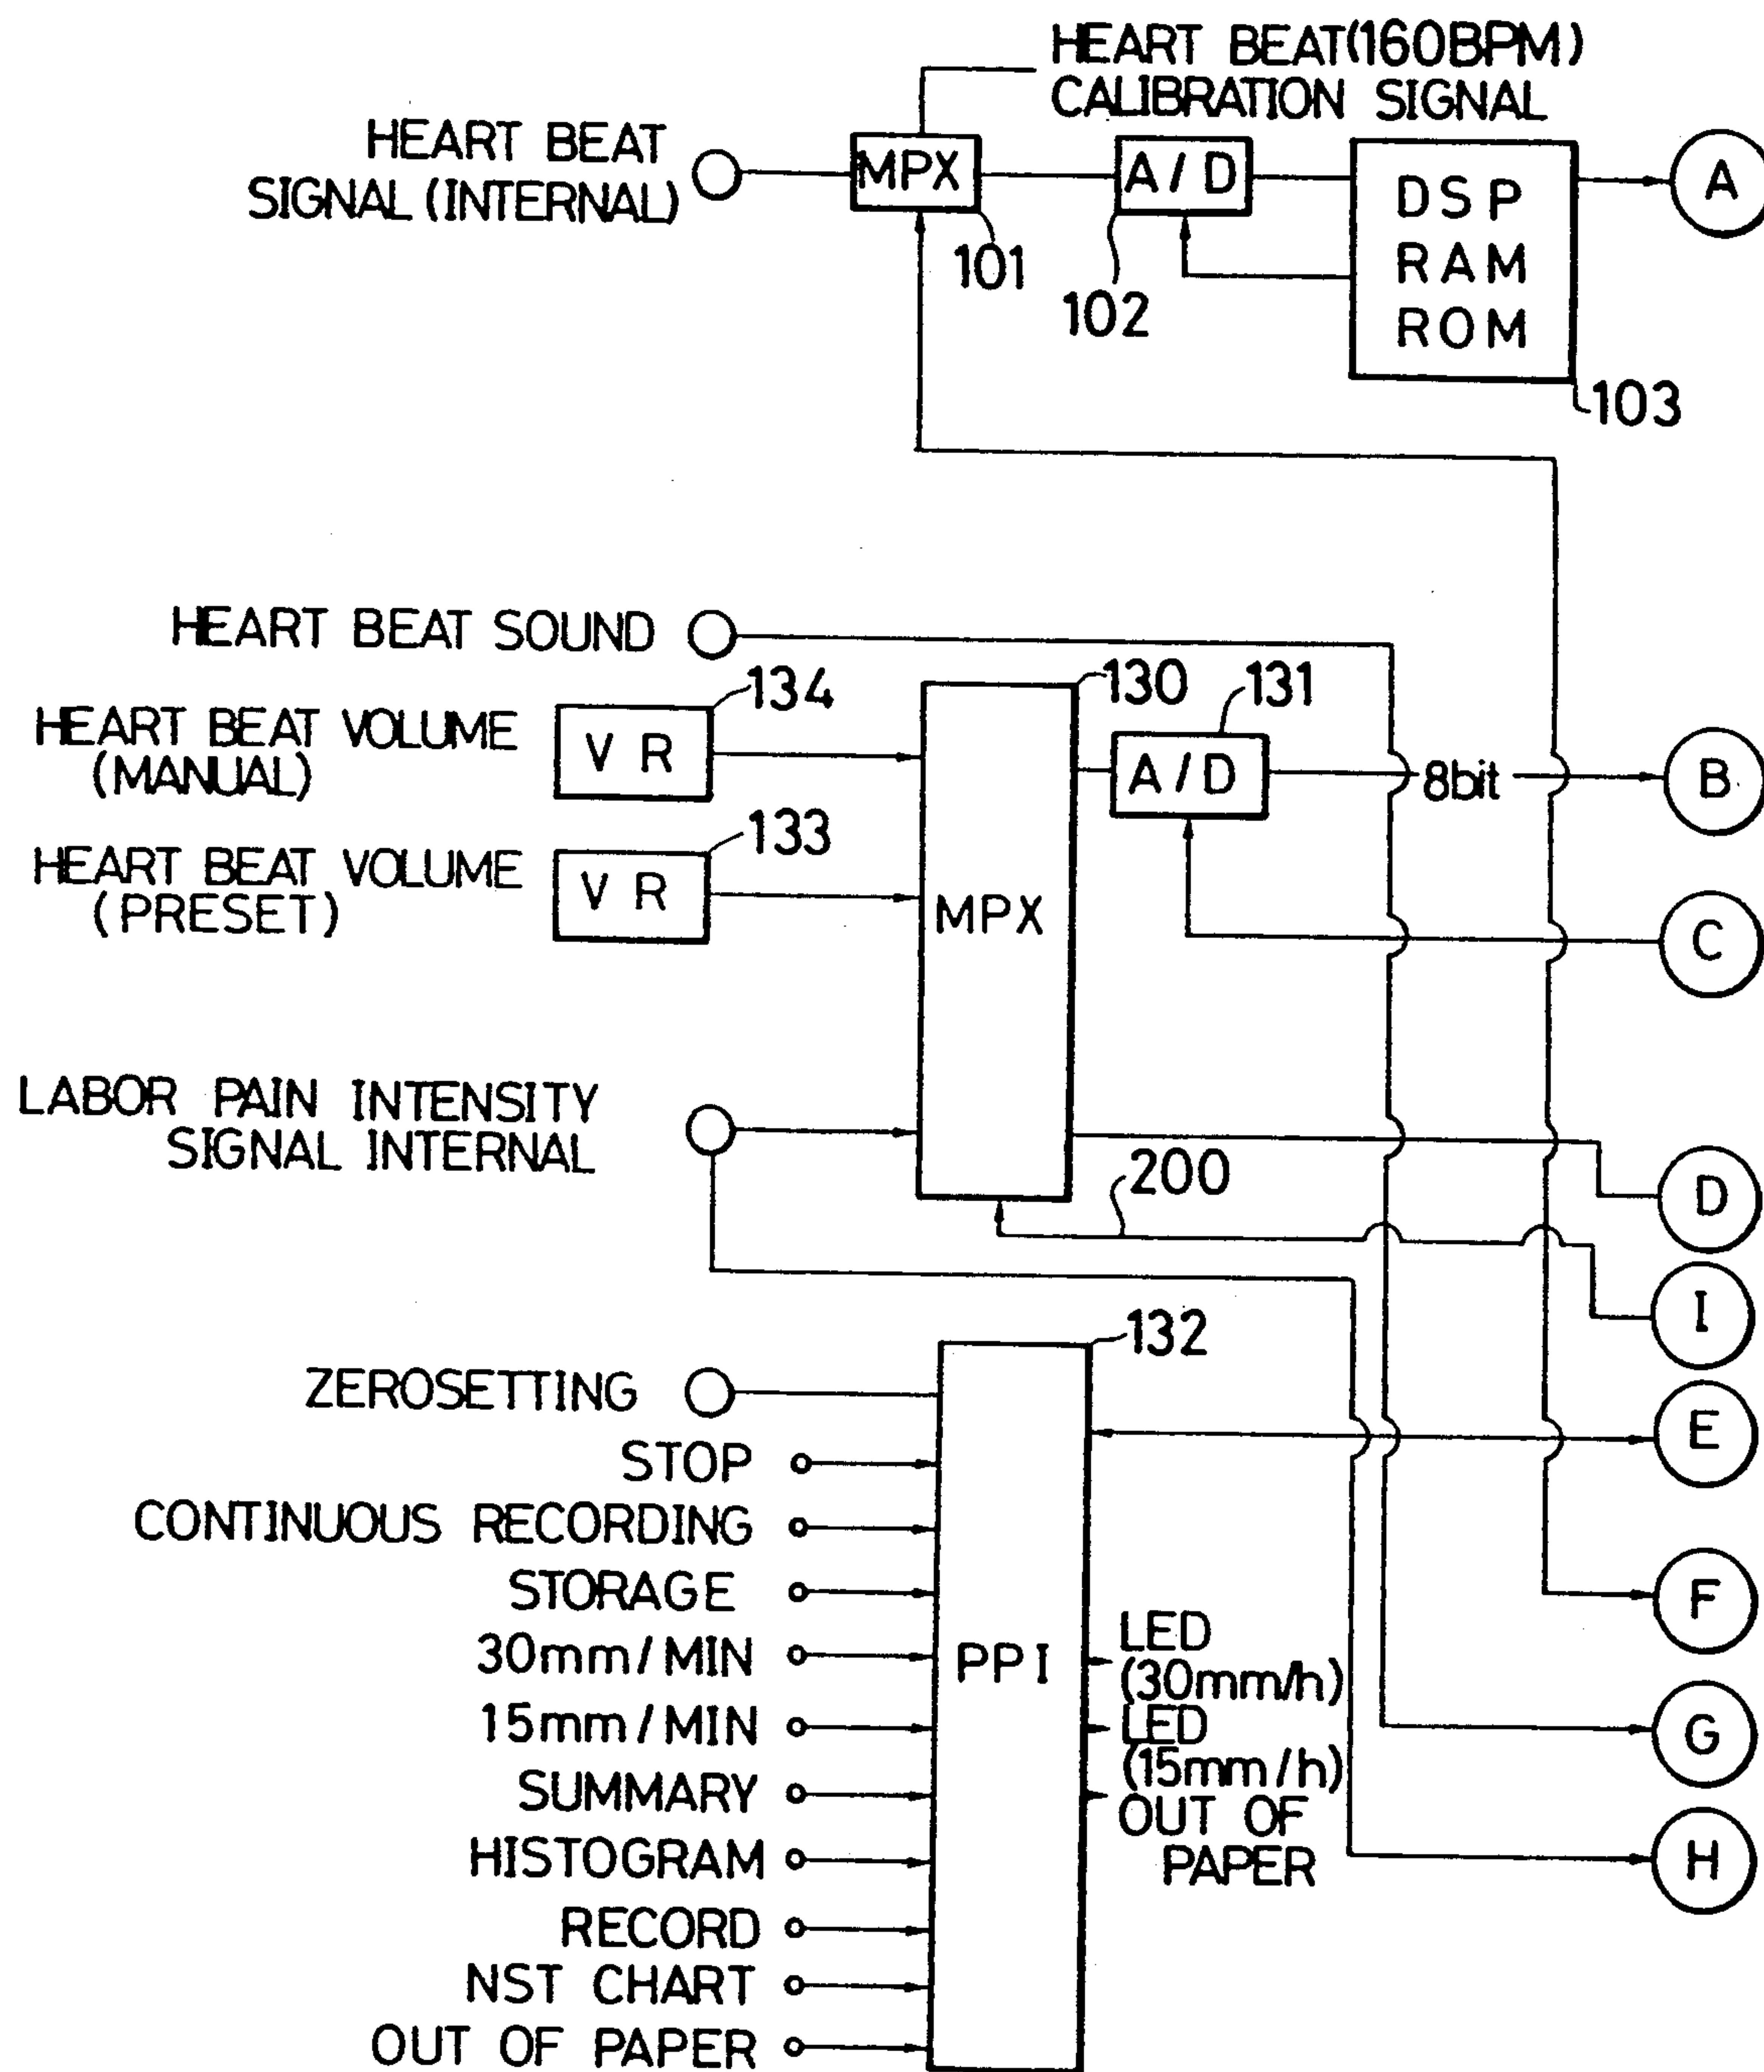 HEART BEAT(160BPM)
CALIBRATION SIGNAL
HEART BEAT
SIGNAL (INTERNAL)
MPX
A/D
DSP
RAM
ROM
A
101
102
103
HEART BEAT SOUND
134
130
131
HEART BEAT VOLUME
(MANUAL)
V R
A/D
8bit
B
133
HEART BEAT VOLUME
(PRESET)
V R
MPX
C
LABOR PAIN INTENSITY
SIGNAL INTERNAL
200
D
I
132
ZEROSETTING
E
STOP
CONTINUOUS RECORDING
STORAGE
F
30mm/MIN
PPI
LED
(30mm/h)
15mm/MIN
LED
(15mm/h)
G
SUMMARY
OUT OF
PAPER
HISTOGRAM
H
RECORD
NST CHART
OUT OF PAPER